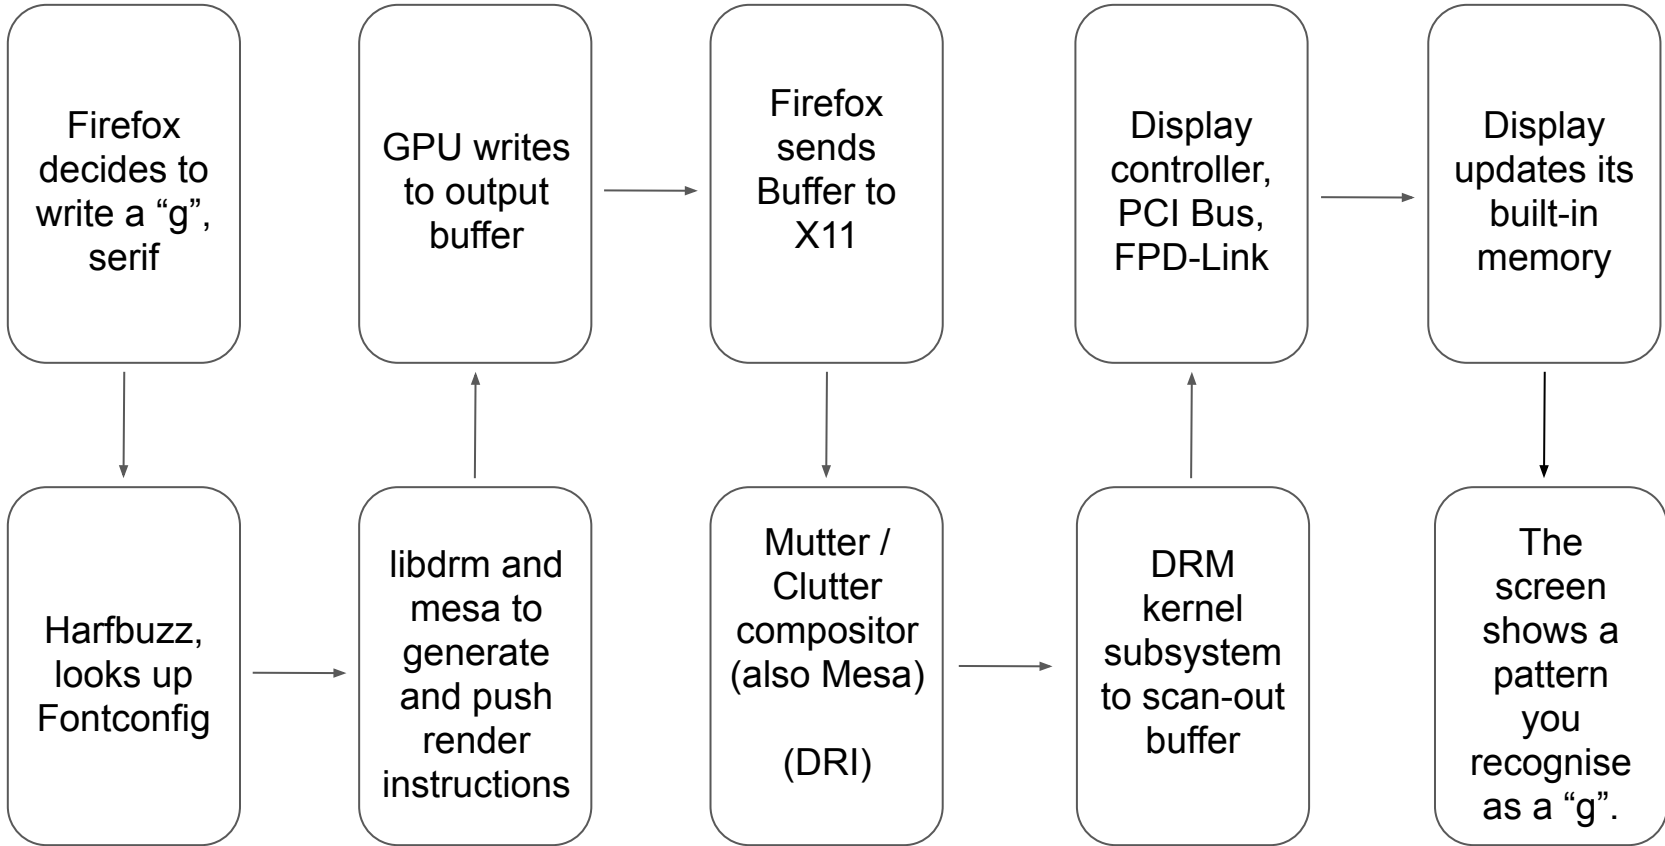 Firefox
decides to
write a “g”,
serif
Harfbuzz,
looks up
Fontconfig
libdrm and
mesa to
generate
and push
render
instructions
GPU writes
to output
buffer
Firefox
sends
Buffer to
X11
Mutter /
Clutter
compositor
(also Mesa)
(DRI)
DRM
kernel
subsystem
to scan-out
buffer
Display
controller,
PCI Bus,
FPD-Link
Display
updates its
built-in
memory
The
screen
shows a
pattern
you
recognise
as a “g”.